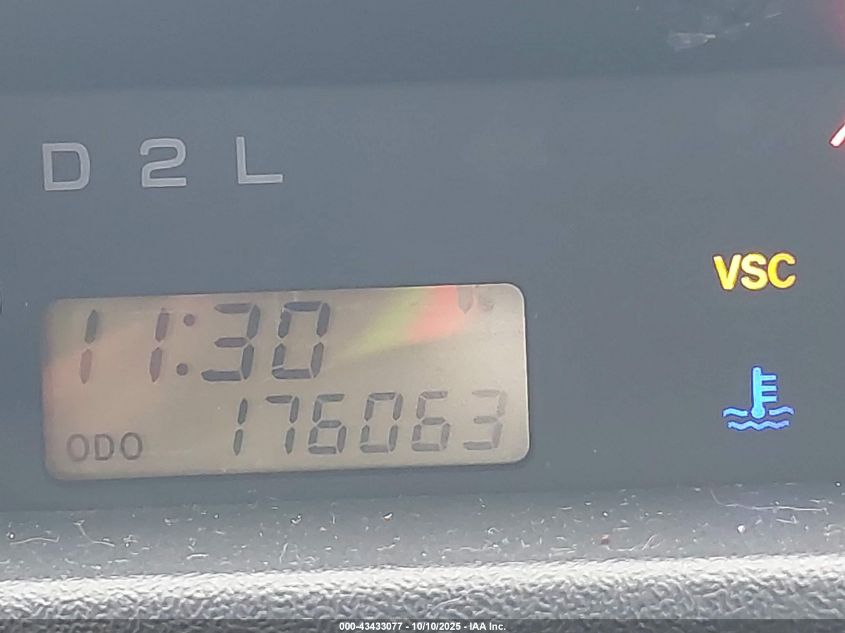 D 2 L
VSC
11:30
ODO 176063
000-43433077 - 10/10/2025 - IAA Inc.